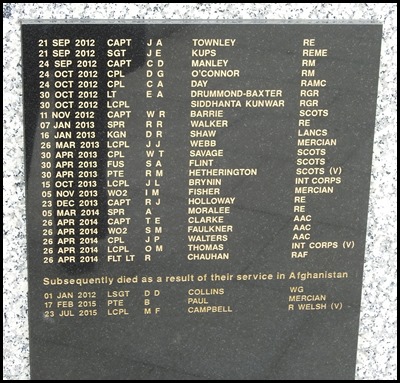 21 SEP 2012 CAPT J A TOWNLEY RE
21 SEP 2012 SGT J E KUPS REME
24 SEP 2012 CAPT C D MANLEY RM
24 OCT 2012 CPL D G O'CONNOR RM
24 OCT 2012 CPL C A DAY RAMC
30 OCT 2012 LT E A DRUMMOND-BAXTER RGR
30 OCT 2012 LCPL SIDDHANTA KUNWAR RGR
11 NOV 2012 CAPT W R BARRIE SCOTS
07 JAN 2013 SPR R R WALKER RE
16 JAN 2013 KGN D R SHAW LANCS
26 MAR 2013 LCPL J J WEBB MERCIAN
30 APR 2013 CPL W T SAVAGE SCOTS
30 APR 2013 FUS S A FLINT SCOTS
30 APR 2013 PTE R M HETHERINGTON SCOTS (V)
15 OCT 2013 LCPL J L BRYNIN INT CORPS
05 NOV 2013 WO2 I M FISHER MERCIAN
23 DEC 2013 CAPT R J HOLLOWAY RE
05 MAR 2014 SPR A MORALEE RE
26 APR 2014 CAPT T E CLARKE AAC
26 APR 2014 WO2 S M FAULKNER AAC
26 APR 2014 CPL J P WALTERS AAC
26 APR 2014 LCPL O M THOMAS INT CORPS (V)
26 APR 2014 FLT LT R CHAUHAN RAF
Subsequently died as a result of their service in Afghanistan
01 JAN 2012 LSGT D D COLLINS WG
17 FEB 2015 PTE B PAUL MERCIAN
23 JUL 2015 LCPL M F CAMPBELL R WELSH (V)